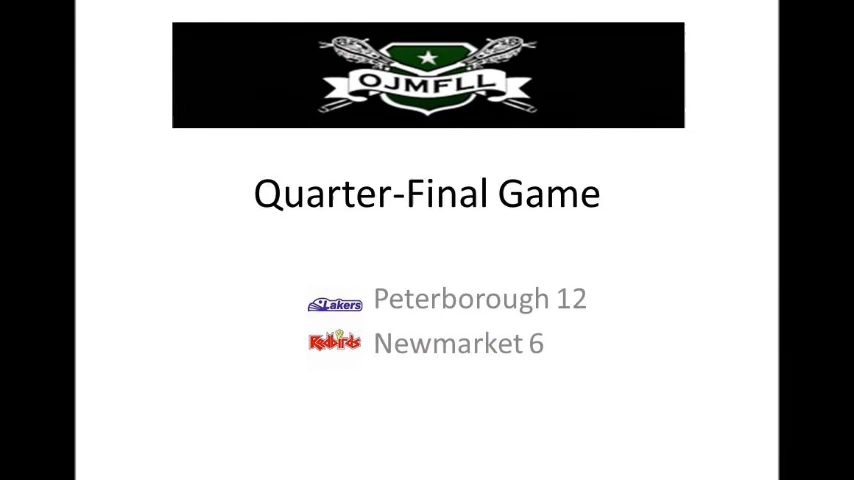 OJMFLL
Quarter-Final Game
Lakers Peterborough 12
Redbirds Newmarket 6